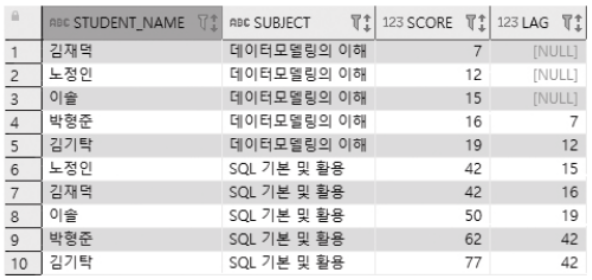 ABC STUDENT_NAME ABC SUBJECT 123 SCORE 123 LAG
1 김재덕 데이터모델링의 이해 7 [NULL]
2 노정인 데이터모델링의 이해 12 [NULL]
3 이솔 데이터모델링의 이해 15 [NULL]
4 박형준 데이터모델링의 이해 16 7
5 김기탁 데이터모델링의 이해 19 12
6 노정인 SQL 기본 및 활용 42 15
7 김재덕 SQL 기본 및 활용 42 16
8 이솔 SQL 기본 및 활용 50 19
9 박형준 SQL 기본 및 활용 62 42
10 김기탁 SQL 기본 및 활용 77 42